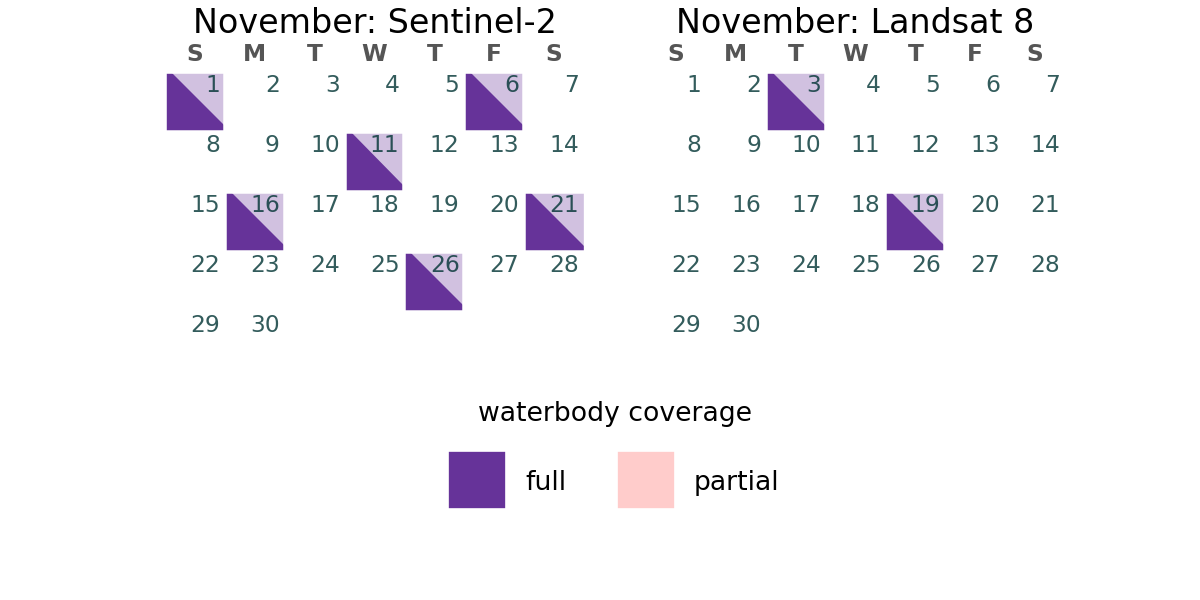 November: Sentinel-2
S M T W T F S
1 2 3 4 5 6 7
8 9 10 11 12 13 14
15 16 17 18 19 20 21
22 23 24 25 26 27 28
29 30
November: Landsat 8
S M T W T F S
1 2 3 4 5 6 7
8 9 10 11 12 13 14
15 16 17 18 19 20 21
22 23 24 25 26 27 28
29 30
waterbody coverage
full partial